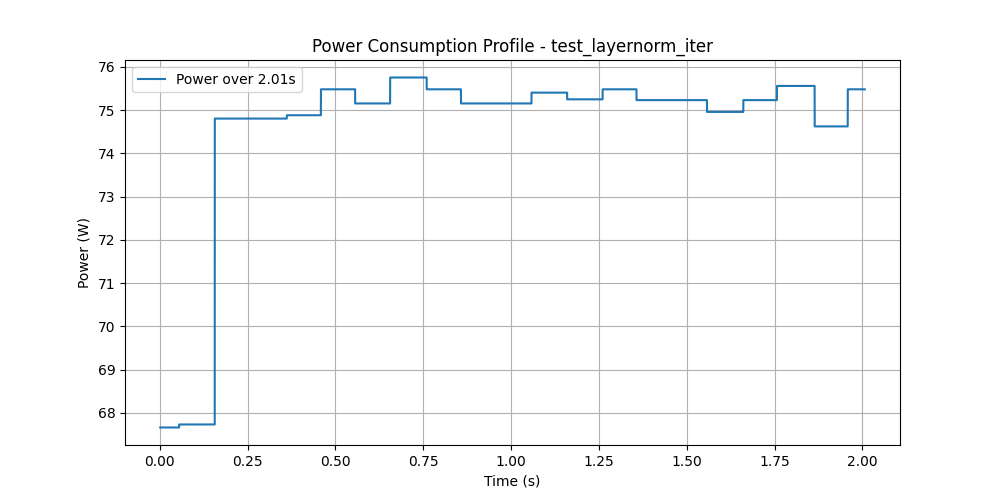 Power Consumption Profile - test_layernorm_iter
Power over 2.01s
Power (W)
76
75
74
73
72
71
70
69
68
0.00 0.25 0.50 0.75 1.00 1.25 1.50 1.75 2.00
Time (s)